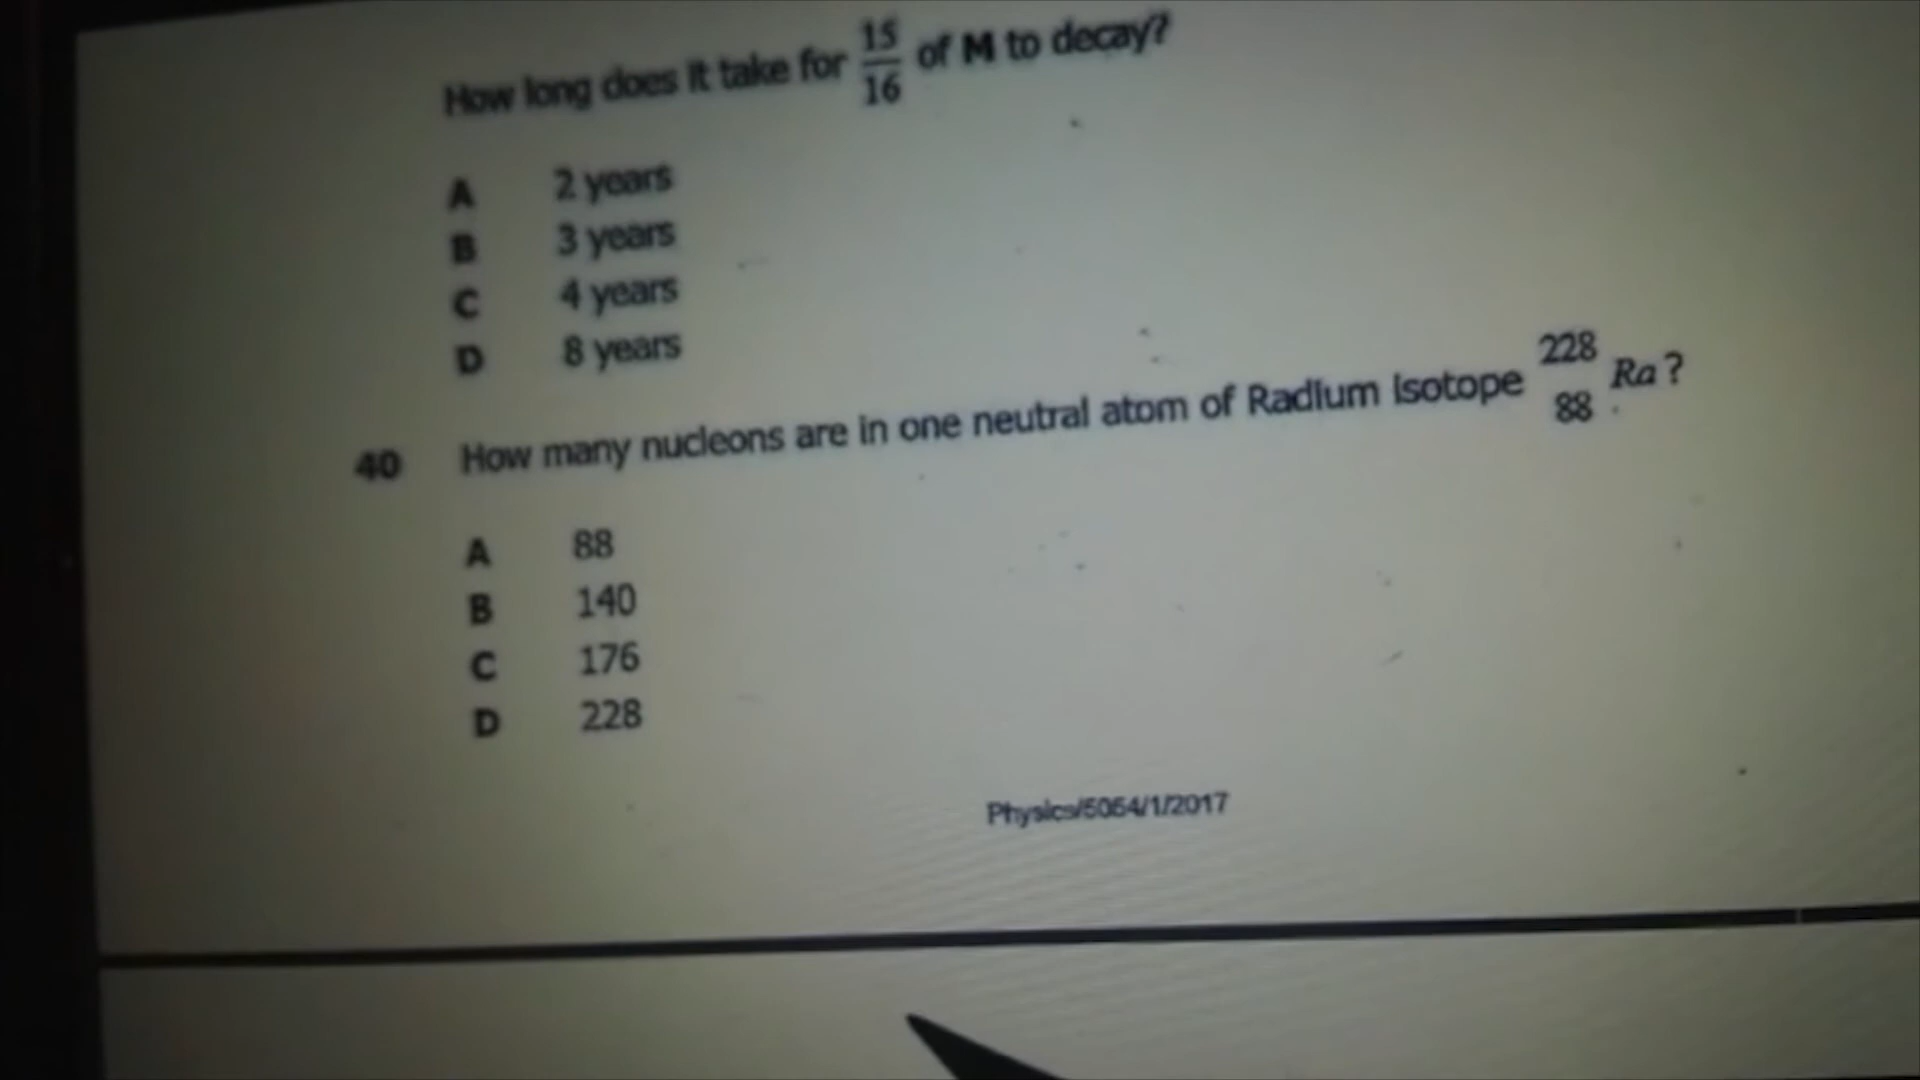 How long does it take for 15/16 of M to decay?
A 2 years
B 3 years
C 4 years
D 8 years
40 How many nucleons are in one neutral atom of Radium isotope 228 88 Ra?
A 88
B 140
C 176
D 228
Physics/5054/1/2017